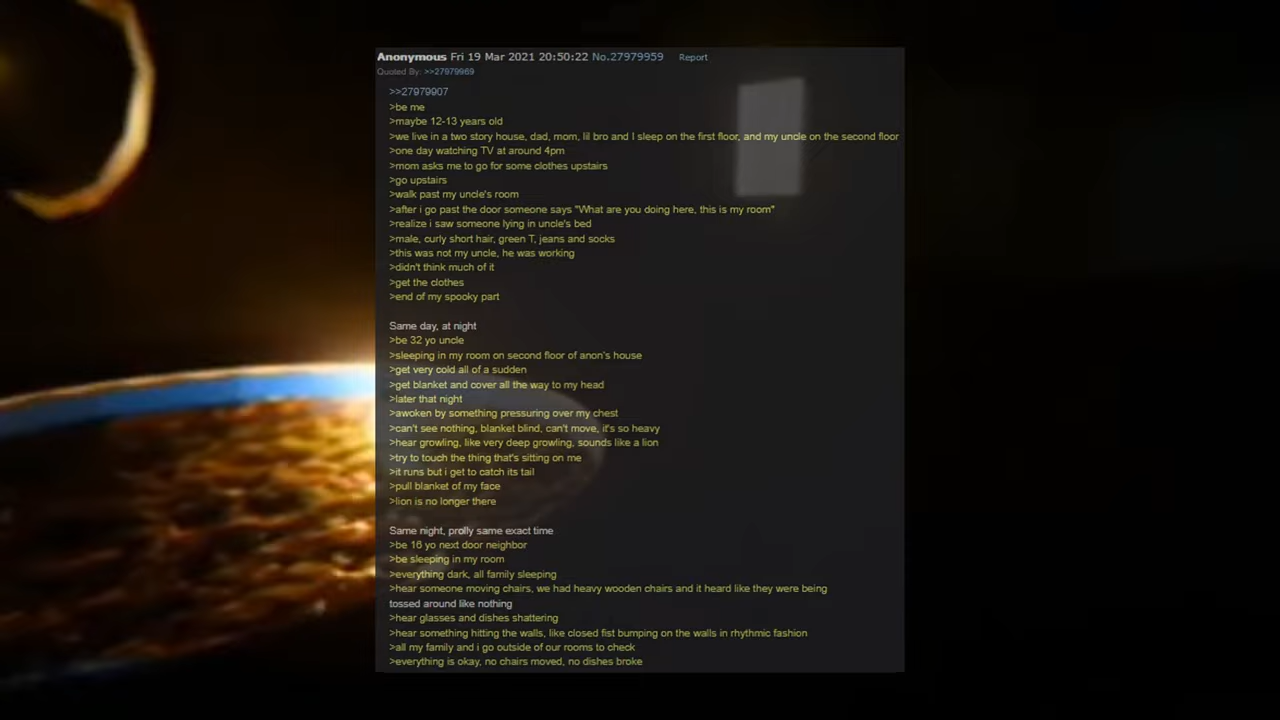 Anonymous Fri 19 Mar 2021 20:50:22 No.27979959 Report
Quoted By: >>27979969
>>27979907
>be me
>maybe 12-13 years old
>we live in a two story house, dad, mom, lil bro and I sleep on the first floor, and my uncle on the second floor
>one day watching TV at around 4pm
>mom asks me to go for some clothes upstairs
>go upstairs
>walk past my uncle's room
>after i go past the door someone says "What are you doing here, this is my room"
>realize i saw someone lying in uncle's bed
>male, curly short hair, green T, jeans and socks
>this was not my uncle, he was working
>didn't think much of it
>get the clothes
>end of my spooky part
Same day, at night
>be 32 yo uncle
>sleeping in my room on second floor of anon's house
>get very cold all of a sudden
>get blanket and cover all the way to my head
>later that night
>awoken by something pressuring over my chest
>can't see nothing, blanket blind, can't move, it's so heavy
>hear growling, like very deep growling, sounds like a lion
>try to touch the thing that's sitting on me
>it runs but i get to catch its tail
>pull blanket of my face
>lion is no longer there
Same night, prolly same exact time
>be 16 yo next door neighbor
>be sleeping in my room
>everything dark, all family sleeping
>hear someone moving chairs, we had heavy wooden chairs and it heard like they were being
tossed around like nothing
>hear glasses and dishes shattering
>hear something hitting the walls, like closed fist bumping on the walls in rhythmic fashion
>all my family and i go outside of our rooms to check
>everything is okay, no chairs moved, no dishes broke